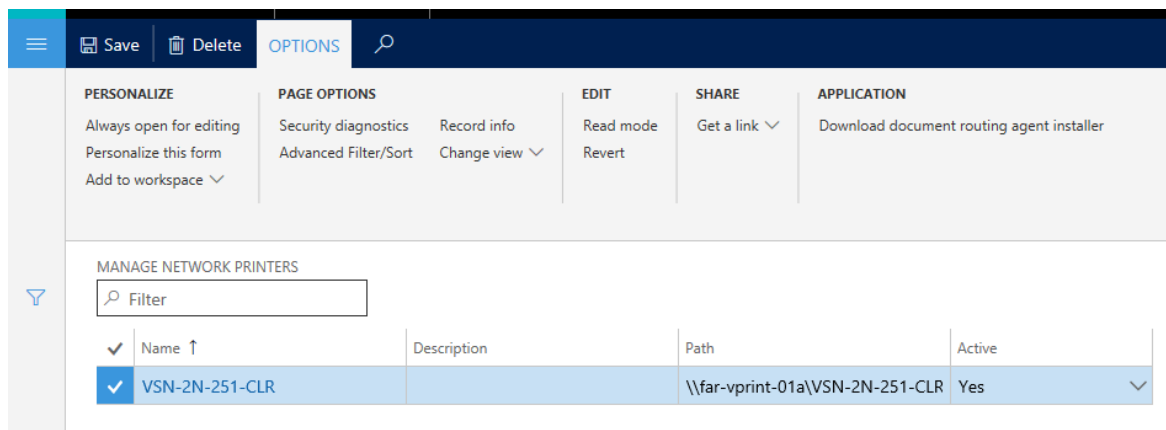 Save Delete OPTIONS
PERSONALIZE PAGE OPTIONS EDIT SHARE APPLICATION
Always open for editing Security diagnostics Record info Read mode Get a link Download document routing agent installer
Personalize this form Advanced Filter/Sort Change view Revert
Add to workspace
MANAGE NETWORK PRINTERS
Filter
Name ↑ Description Path Active
VSN-2N-251-CLR \\far-vprint-01a\VSN-2N-251-CLR Yes